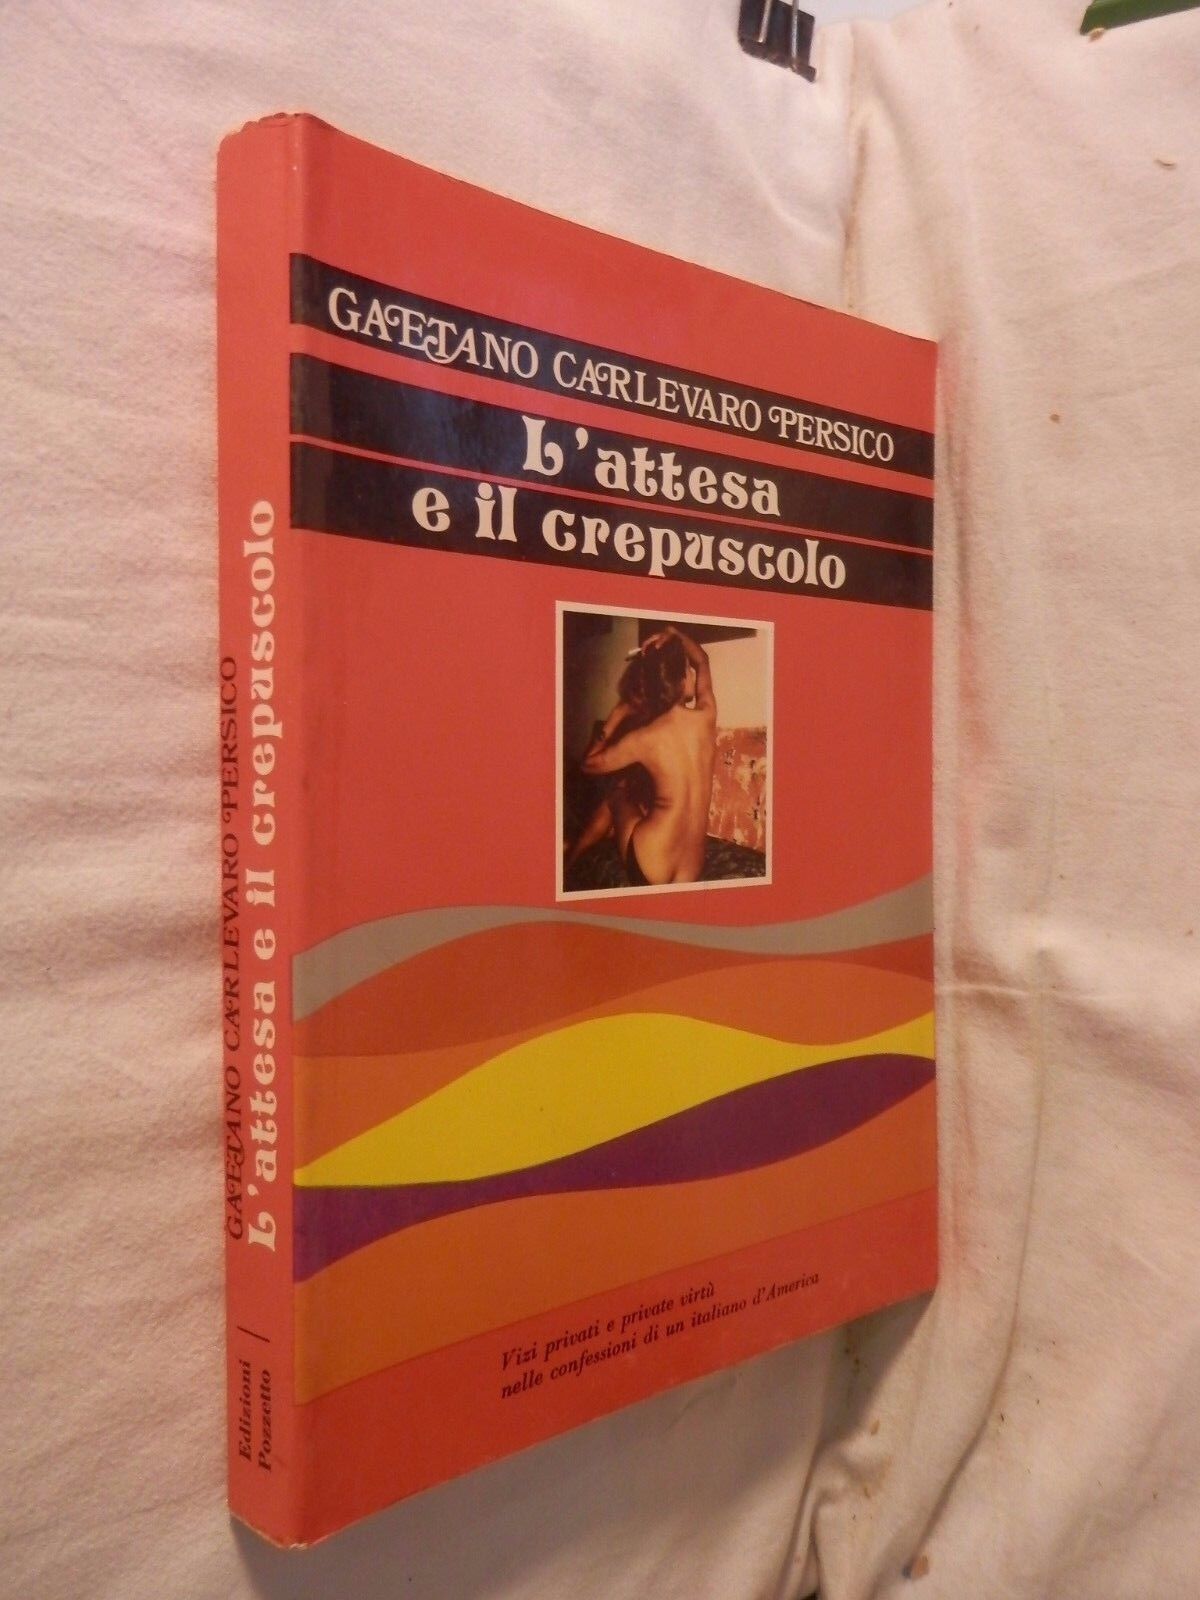 GAETANO CARLEVARO PERSICO
L'attesa
e il crepuscolo
Vizi privati e private virtù
nelle confessioni di un italiano d'America
GAETANO CARLEVARO PERSICO
L'attesa e il crepuscolo
Edizioni
Pozzetto